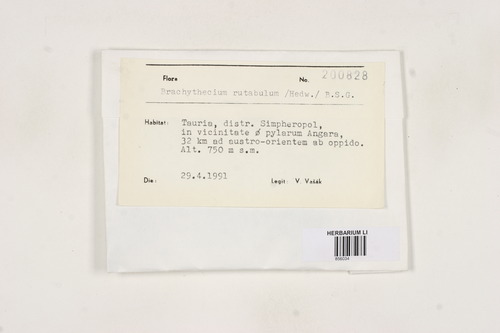 Flora
No. 200828
Brachythecium rutabulum /Hedw./ B.S.G.
Habitat: Tauria, distr. Simpheropol,
in vicinitate ø pylarum Angara,
32 km ad austro-orientem ab oppido.
Alt. 750 m s.m.
Die: 29.4.1991 Legit: V. Vašák
HERBARIUM LI